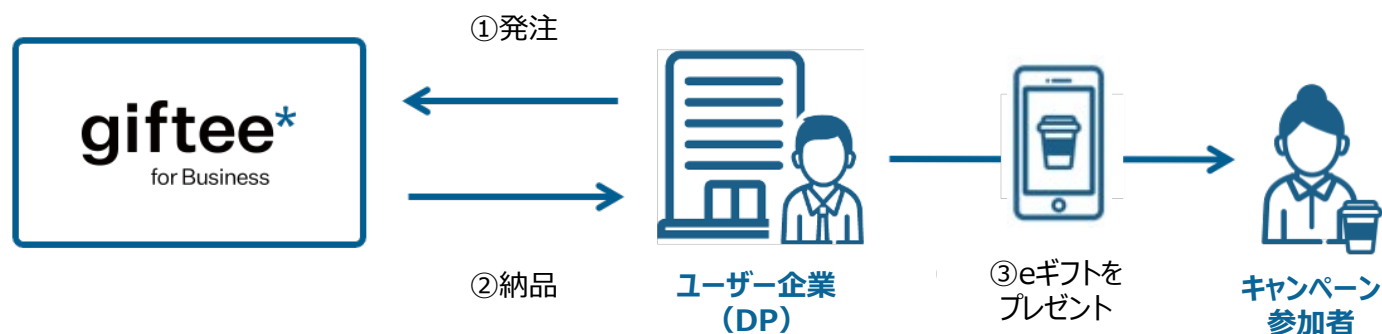 ①発注
giftee*
for Business
②納品
ユーザー企業
（DP）
③eギフトを
プレゼント
キャンペーン
参加者